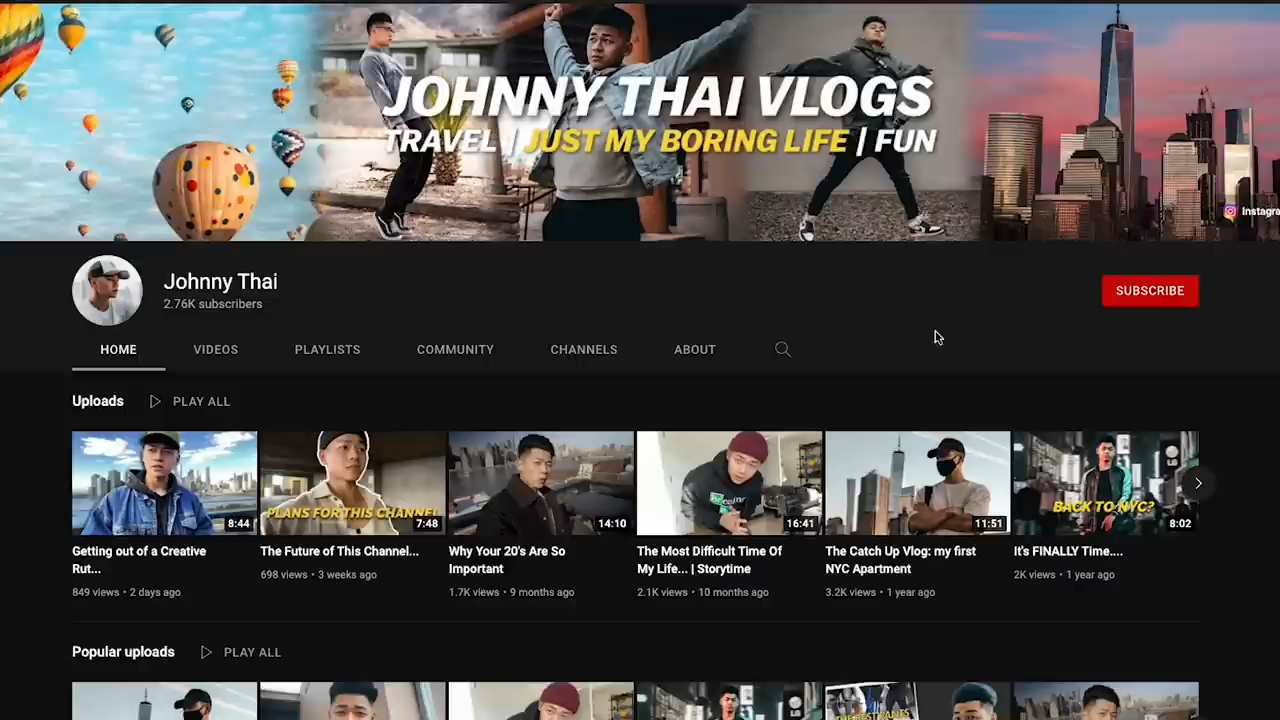 JOHNNY THAI VLOGS
TRAVEL | JUST MY BORING LIFE | FUN
Instagra
Johnny Thai
2.76K subscribers
SUBSCRIBE
HOME
VIDEOS
PLAYLISTS
COMMUNITY
CHANNELS
ABOUT
Uploads
PLAY ALL
8:44
Getting out of a Creative
Rut...
849 views • 2 days ago
PLANS FOR THIS CHANNEL
7:48
The Future of This Channel...
698 views • 3 weeks ago
14:10
Why Your 20's Are So
Important
1.7K views • 9 months ago
16:41
The Most Difficult Time Of
My Life... | Storytime
2.1K views • 10 months ago
11:51
The Catch Up Vlog: my first
NYC Apartment
3.2K views • 1 year ago
BACK TO NYC?
8:02
It's FINALLY Time....
2K views • 1 year ago
Popular uploads
PLAY ALL